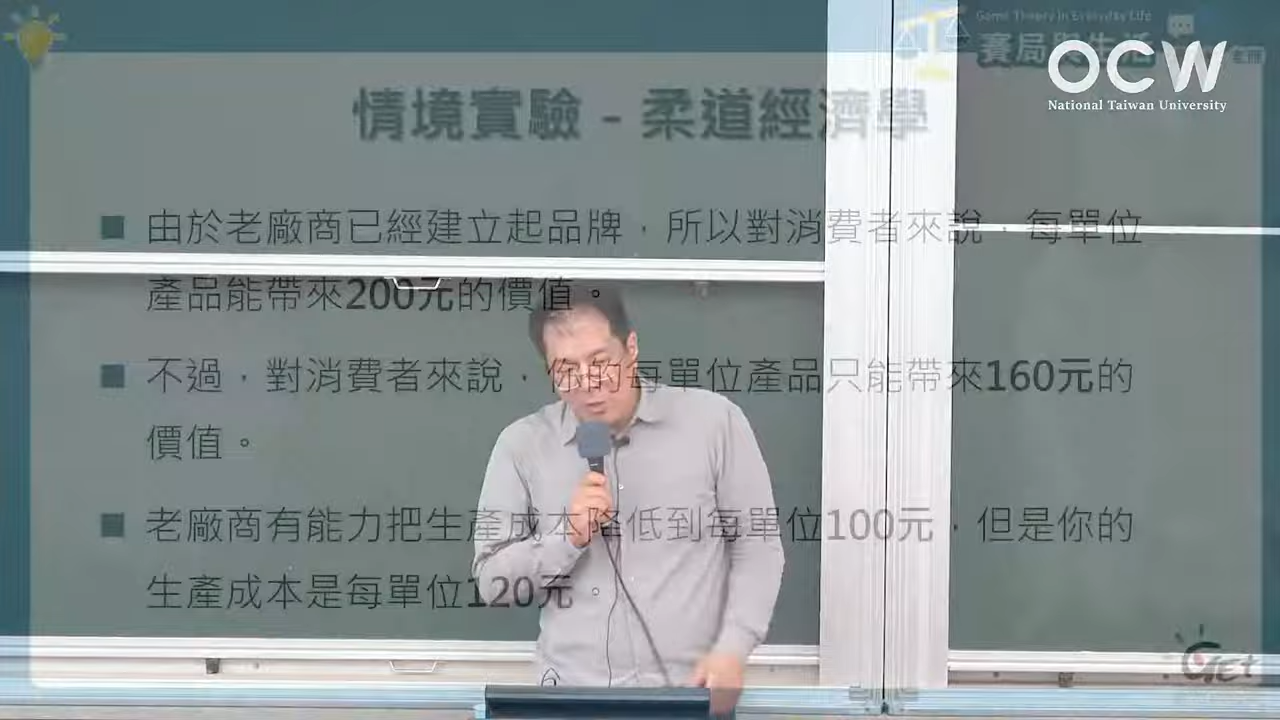 Game Theory in Everyday Life
賽局與生活
OCW
National Taiwan University
情境實驗 - 柔道經濟學
由於老廠商已經建立起品牌，所以對消費者來說，每單位
產品能帶來200元的價值。
不過，對消費者來說，你的每單位產品只能帶來160元的
價值。
老廠商有能力把生產成本降低到每單位100元，但是你的
生產成本是每單位120元